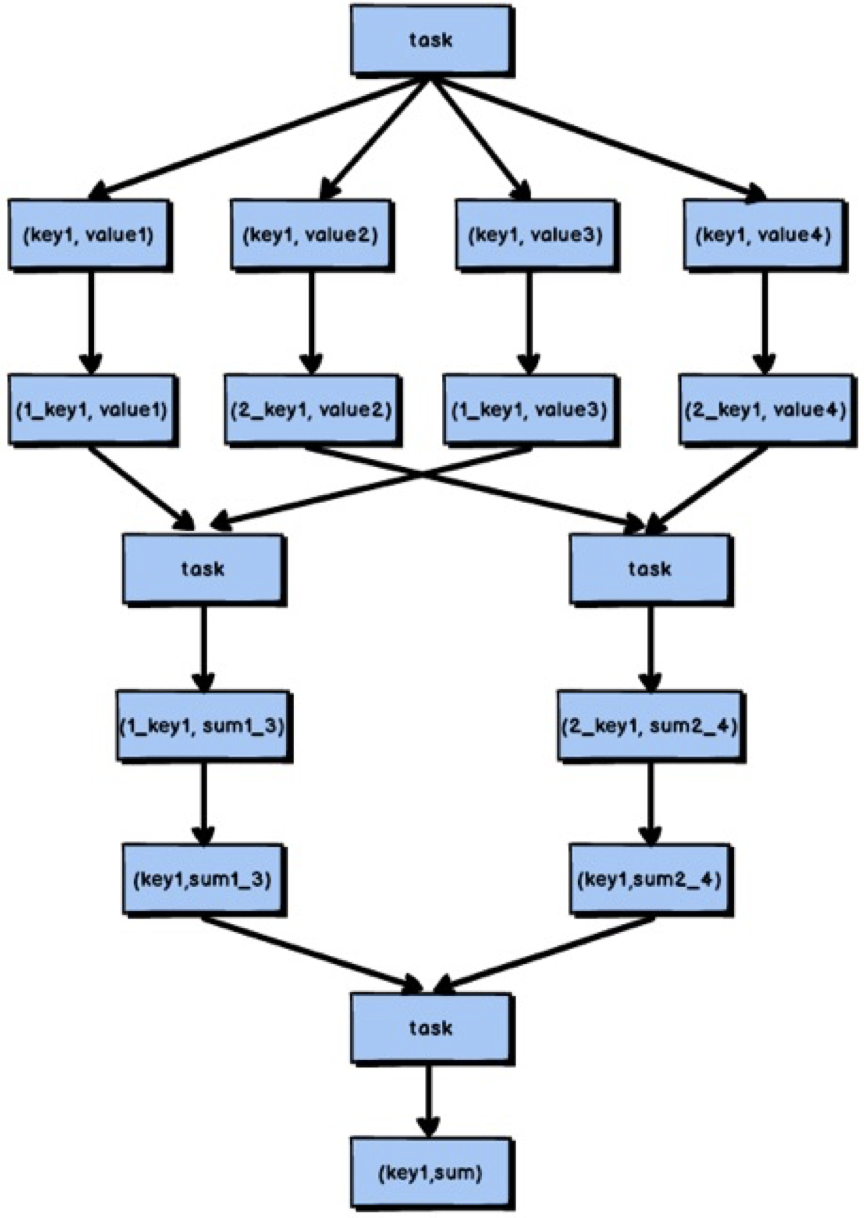 task
(key1, value1)
(key1, value2)
(key1, value3)
(key1, value4)
(1_key1, value1)
(2_key1, value2)
(1_key1, value3)
(2_key1, value4)
task
task
(1_key1, sum1_3)
(2_key1, sum2_4)
(key1,sum1_3)
(key1,sum2_4)
task
(key1,sum)